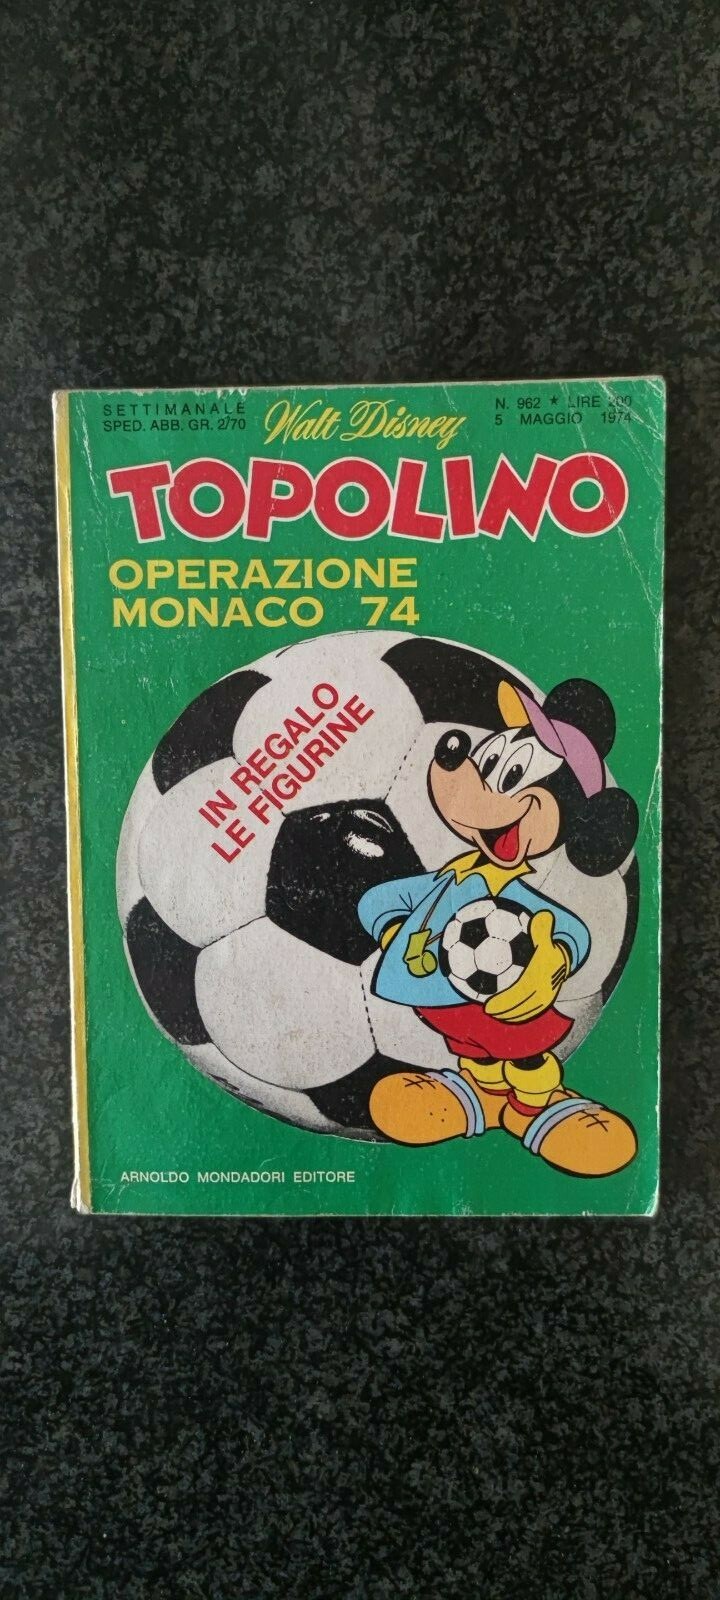 SETTIMANALE
SPED. ABB. GR. 2/70
Walt Disney
N. 962 ★ LIRE 200
5 MAGGIO 1974
TOPOLINO
OPERAZIONE
MONACO 74
IN REGALO
LE FIGURINE
ARNOLDO MONDADORI EDITORE